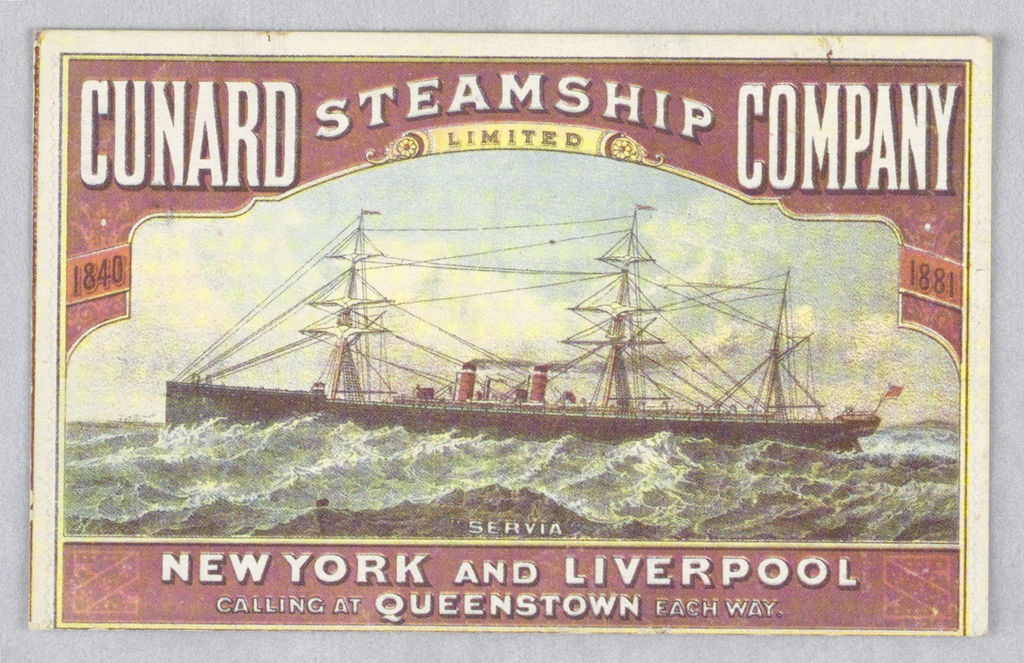 CUNARD STEAMSHIP COMPANY
LIMITED
1840 1881
"SERVIA"
NEW YORK AND LIVERPOOL
CALLING AT QUEENSTOWN EACH WAY.